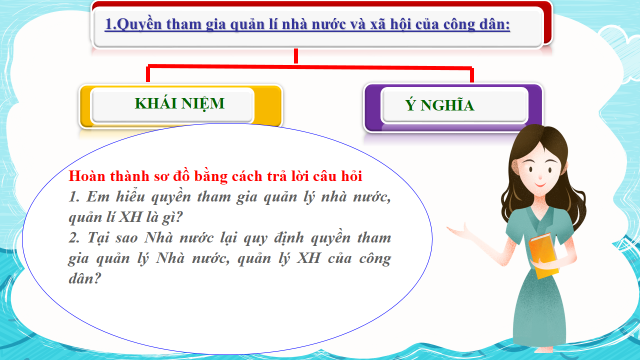 1.Quyền tham gia quản lí nhà nước và xã hội của công dân:
KHÁI NIỆM
Ý NGHĨA
Hoàn thành sơ đồ bằng cách trả lời câu hỏi
1. Em hiểu quyền tham gia quản lý nhà nước,
quản lí XH là gì?
2. Tại sao Nhà nước lại quy định quyền tham
gia quản lý Nhà nước, quản lý XH của công
dân?